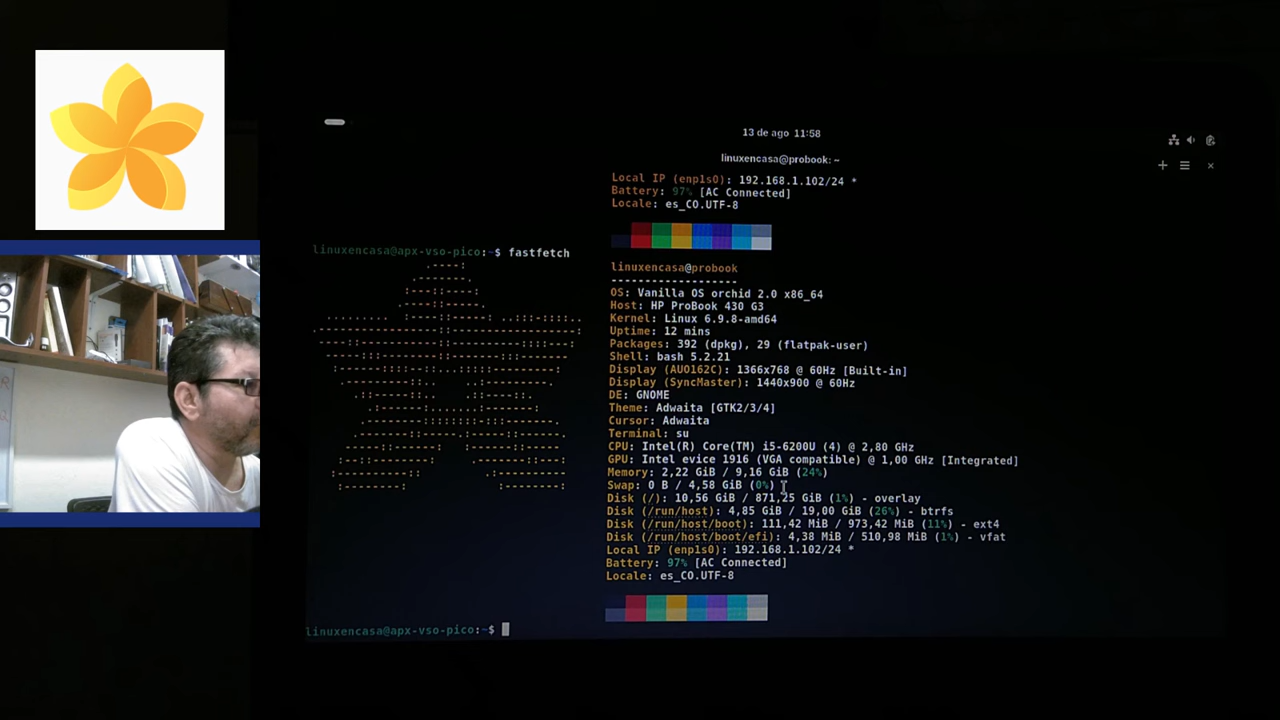 13 de ago 11:58
linuxencasa@probook: ~
Local IP (enp1s0): 192.168.1.102/24 *
Battery: 97% [AC Connected]
Locale: es_CO.UTF-8
linuxencasa@apx-vso-pico:~$ fastfetch
linuxencasa@probook
-------------------
OS: Vanilla OS orchid 2.0 x86_64
Host: HP ProBook 430 G3
Kernel: Linux 6.9.8-amd64
Uptime: 12 mins
Packages: 392 (dpkg), 29 (flatpak-user)
Shell: bash 5.2.21
Display (AUO162C): 1366x768 @ 60Hz [Built-in]
Display (SyncMaster): 1440x900 @ 60Hz
DE: GNOME
Theme: Adwaita [GTK2/3/4]
Cursor: Adwaita
Terminal: su
CPU: Intel(R) Core(TM) i5-6200U (4) @ 2,80 GHz
GPU: Intel evice 1916 (VGA compatible) @ 1,00 GHz [Integrated]
Memory: 2,22 GiB / 9,16 GiB (24%)
Swap: 0 B / 4,58 GiB (0%)
Disk (/): 10,56 GiB / 871,25 GiB (1%) - overlay
Disk (/run/host): 4,85 GiB / 19,00 GiB (26%) - btrfs
Disk (/run/host/boot): 111,42 MiB / 973,42 MiB (11%) - ext4
Disk (/run/host/boot/efi): 4,38 MiB / 510,98 MiB (1%) - vfat
Local IP (enp1s0): 192.168.1.102/24 *
Battery: 97% [AC Connected]
Locale: es_CO.UTF-8
linuxencasa@apx-vso-pico:~$